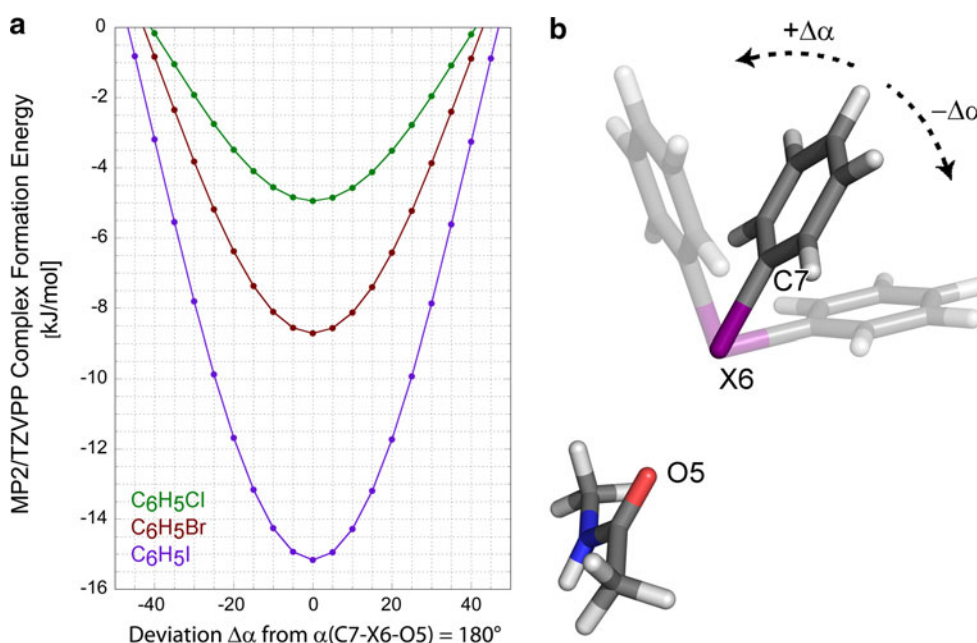 a
MP2/TZVPP Complex Formation Energy
[kJ/mol]
0
-2
-4
-6
-8
-10
-12
-14
-16
C6H5Cl
C6H5Br
C6H5I
-40
-20
0
20
40
Deviation Δα from α(C7-X6-O5) = 180°
b
+Δα
−Δα
C7
X6
O5